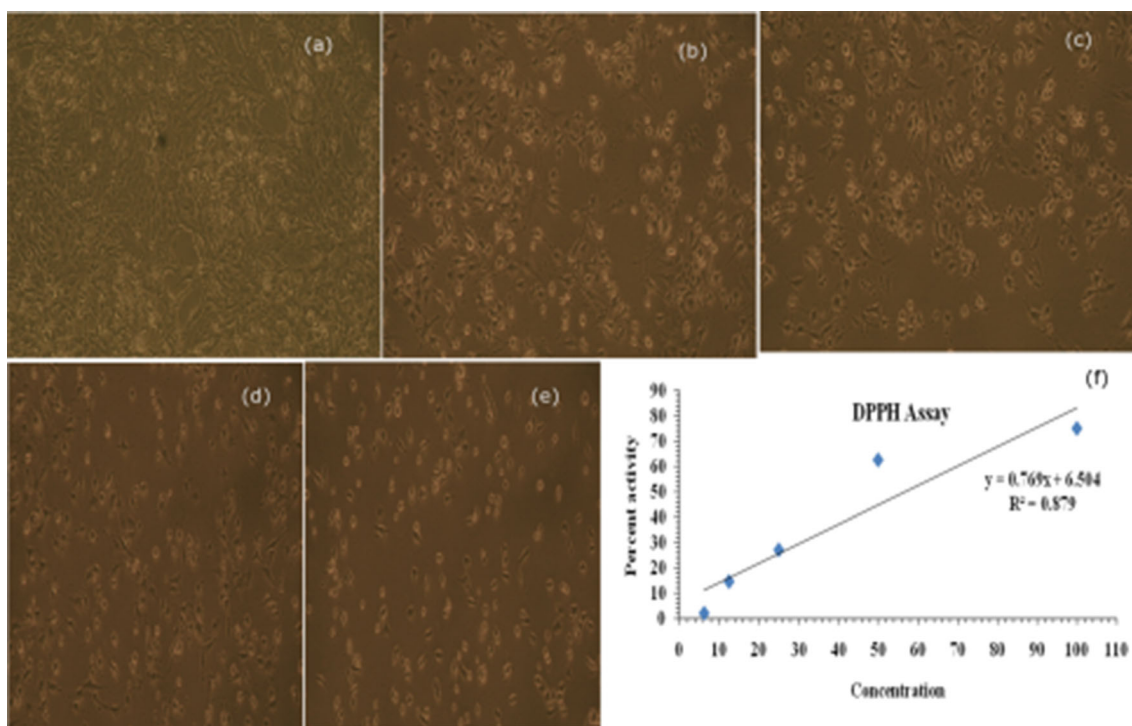 (a)
(b)
(c)
(d)
(e)
(f)
DPPH Assay
90
80
70
60
50
40
30
20
10
0
Percent activity
y = 0.769x + 6.504
R² = 0.879
0 10 20 30 40 50 60 70 80 90 100 110
Concentration